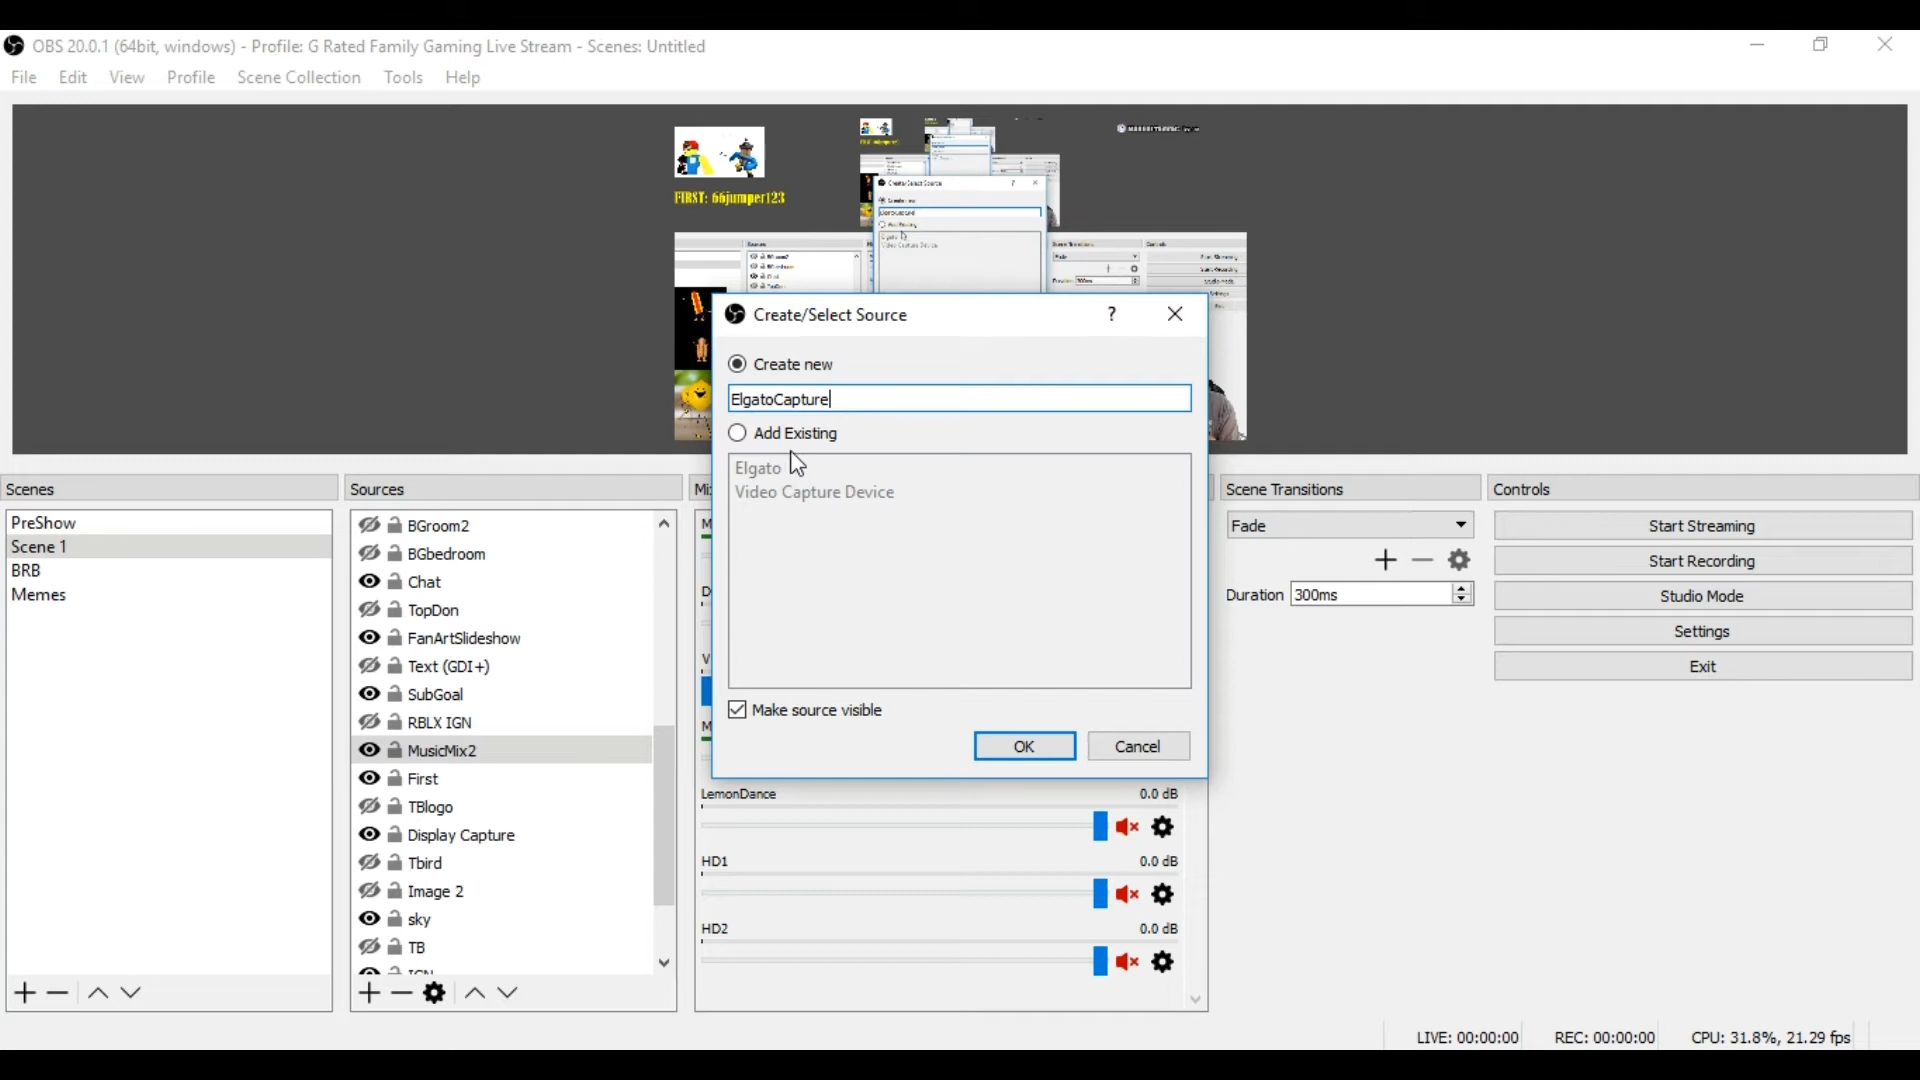 OBS 20.0.1 (64bit, windows) - Profile: G Rated Family Gaming Live Stream - Scenes: Untitled
File Edit View Profile Scene Collection Tools Help
FIRST: 66jumper123
Create/Select Source
Create new
ElgatoCapture
Add Existing
Elgato
Video Capture Device
Make source visible
OK Cancel
Scenes
PreShow
Scene 1
BRB
Memes
Sources
BGroom2
BGbedroom
Chat
TopDon
FanArtSlideshow
Text (GDI+)
SubGoal
RBLX IGN
MusicMix2
First
TBlogo
Display Capture
Tbird
Image 2
sky
TB
LemonDance 0.0 dB
HD1 0.0 dB
HD2 0.0 dB
Scene Transitions
Fade
Duration 300ms
Controls
Start Streaming
Start Recording
Studio Mode
Settings
Exit
LIVE: 00:00:00 REC: 00:00:00 CPU: 31.8%, 21.29 fps